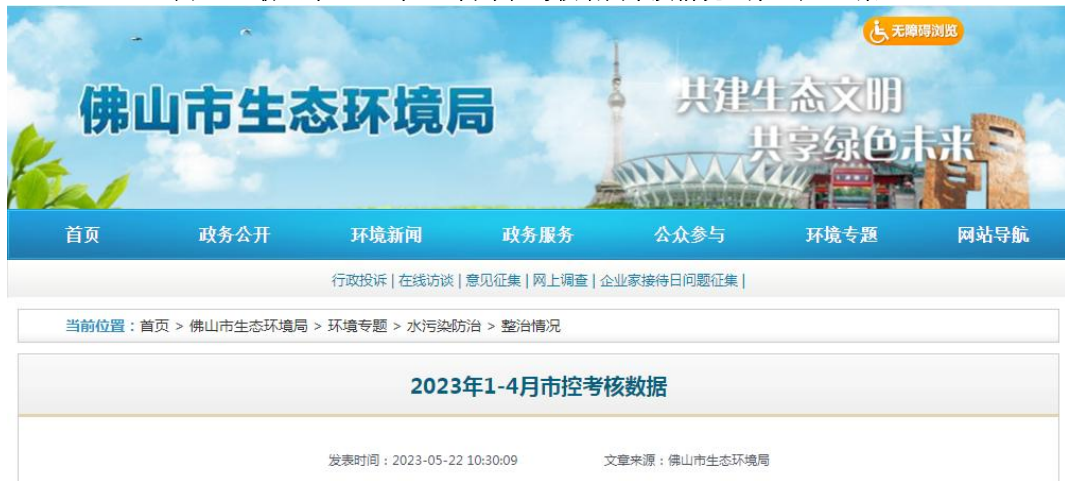 无障碍浏览
佛山市生态环境局
共建生态文明
共享绿色未来
首页 政务公开 环境新闻 政务服务 公众参与 环境专题 网站导航
行政投诉 | 在线访谈 | 意见征集 | 网上调查 | 企业家接待日问题征集 |
当前位置：首页 > 佛山市生态环境局 > 环境专题 > 水污染防治 > 整治情况
2023年1-4月市控考核数据
发表时间：2023-05-22 10:30:09 文章来源：佛山市生态环境局